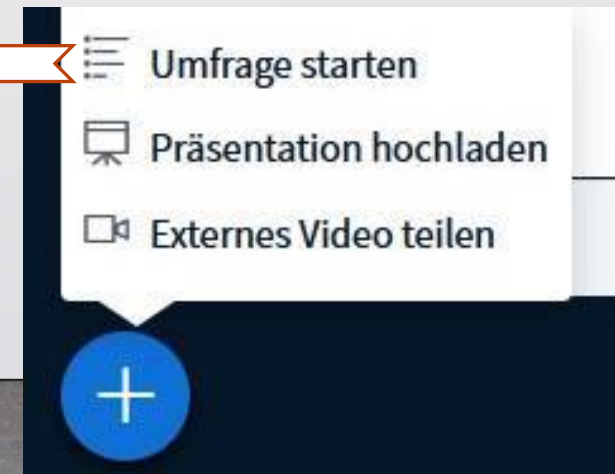 Umfrage starten
Präsentation hochladen
Externes Video teilen